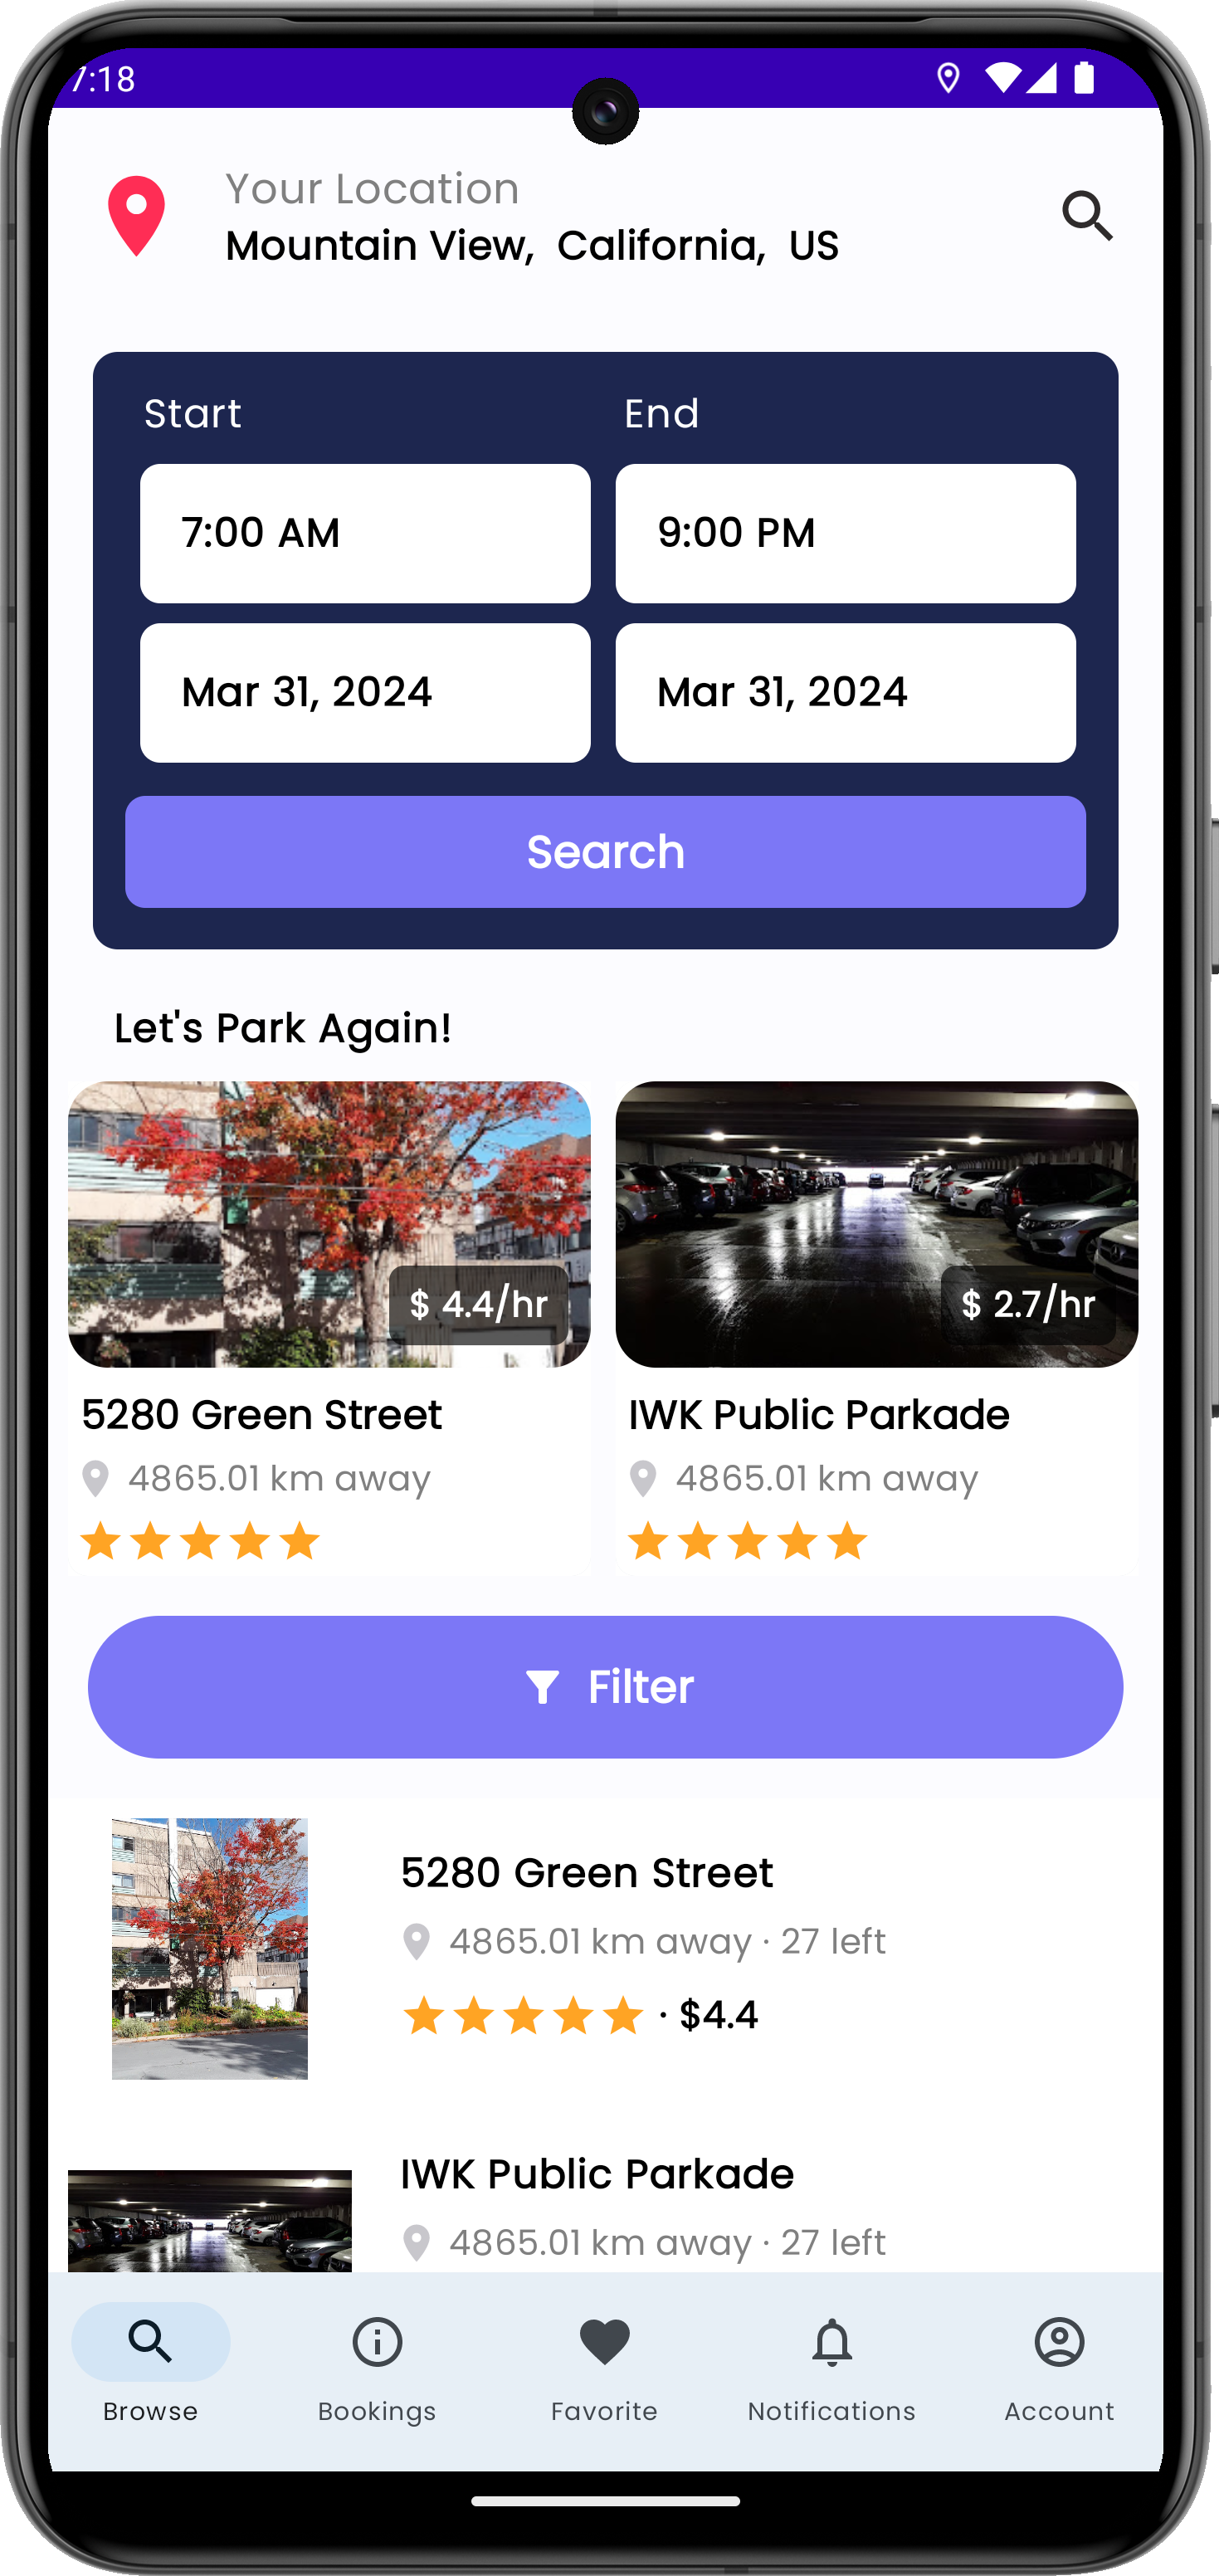 7:18
Your Location
Mountain View, California, US
Start End
7:00 AM 9:00 PM
Mar 31, 2024 Mar 31, 2024
Search
Let's Park Again!
$ 4.4/hr $ 2.7/hr
5280 Green Street IWK Public Parkade
4865.01 km away 4865.01 km away
Filter
5280 Green Street
4865.01 km away · 27 left
· $4.4
IWK Public Parkade
4865.01 km away · 27 left
Browse Bookings Favorite Notifications Account